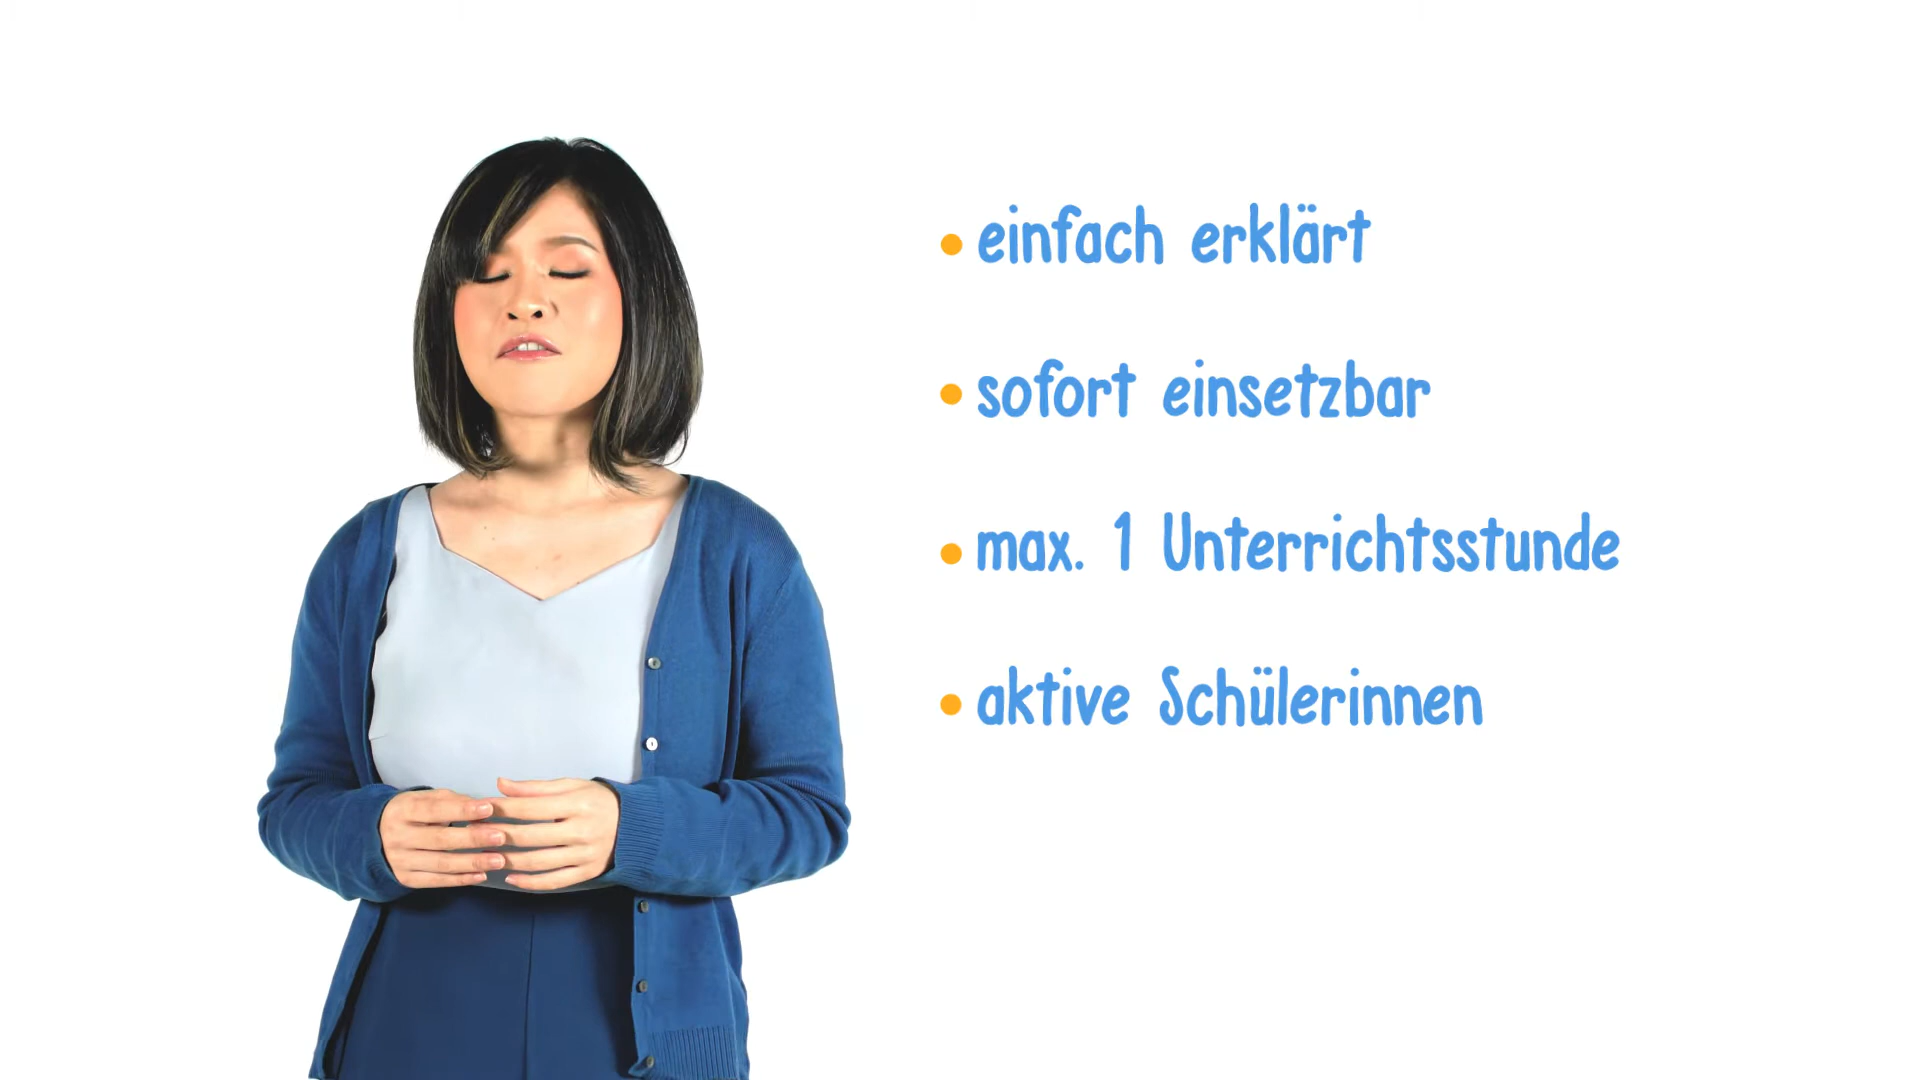 einfach erklärt
sofort einsetzbar
max. 1 Unterrichtsstunde
aktive Schülerinnen